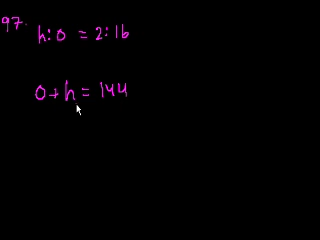 97. h:o = 2:16
o+h = 144